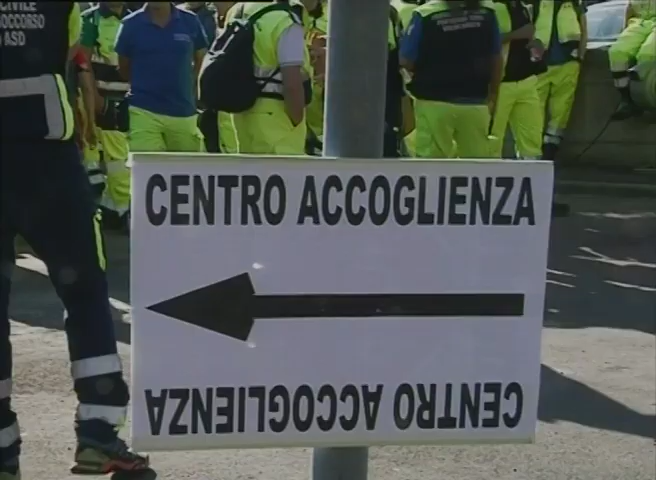 CIVILE
SOCCORSO
ASD
CENTRO ACCOGLIENZA
CENTRO ACCOGLIENZA